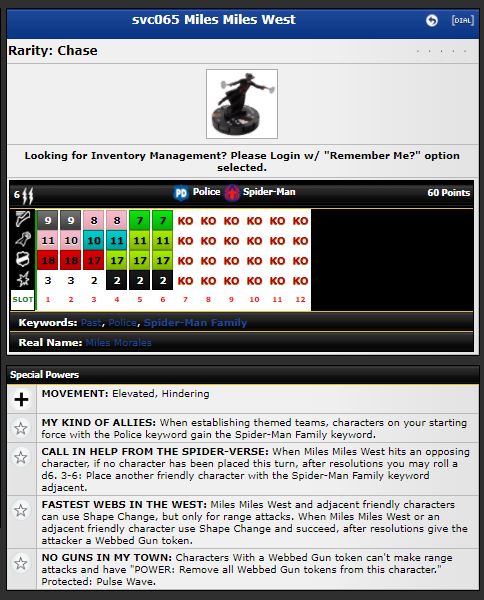 svc065 Miles Miles West
[DIAL]
Rarity: Chase
. . . . .
Looking for Inventory Management? Please Login w/ "Remember Me?" option
selected.
6 PD Police Spider-Man 60 Points
9 9 8 8 7 7 KO KO KO KO KO KO
11 10 10 11 11 10 KO KO KO KO KO KO
18 18 17 17 17 17 KO KO KO KO KO KO
3 3 2 2 2 2 KO KO KO KO KO KO
SLOT 1 2 3 4 5 6 7 8 9 10 11 12
Keywords: Past, Police, Spider-Man Family
Real Name: Miles Morales
Special Powers
MOVEMENT: Elevated, Hindering
MY KIND OF ALLIES: When establishing themed teams, characters on your starting
force with the Police keyword gain the Spider-Man Family keyword.
CALL IN HELP FROM THE SPIDER-VERSE: When Miles Miles West hits an opposing
character, if no character has been placed this turn, after resolutions you may roll a
d6. 3-6: Place another friendly character with the Spider-Man Family keyword
adjacent.
FASTEST WEBS IN THE WEST: Miles Miles West and adjacent friendly characters
can use Shape Change, but only for range attacks. When Miles Miles West or an
adjacent friendly character use Shape Change and succeed, after resolutions give the
attacker a Webbed Gun token.
NO GUNS IN MY TOWN: Characters With a Webbed Gun token can't make range
attacks and have "POWER: Remove all Webbed Gun tokens from this character."
Protected: Pulse Wave.